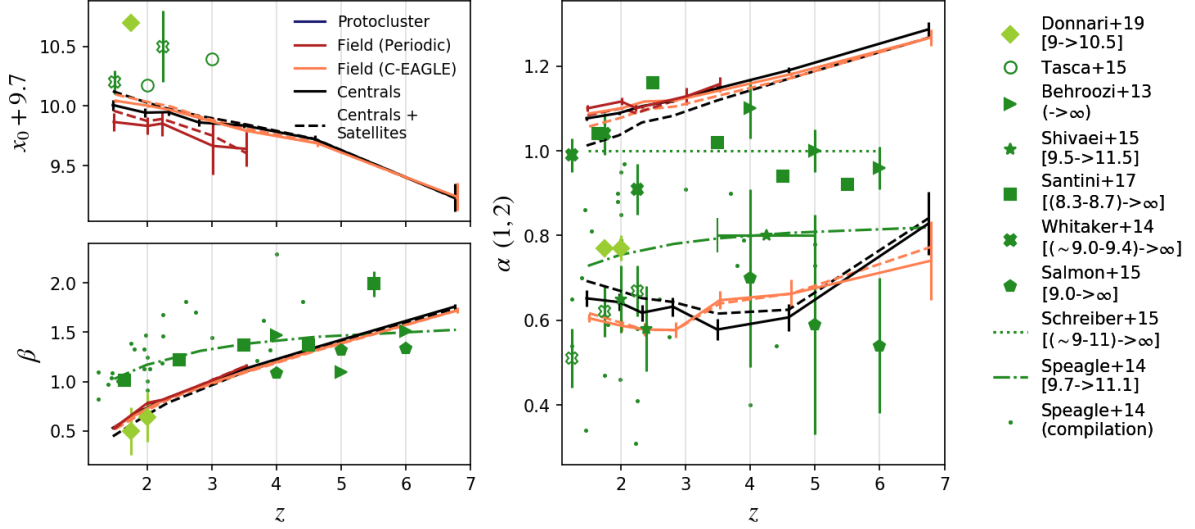 10.5
10.0
9.5
x₀ + 9.7
Protocluster
Field (Periodic)
Field (C-EAGLE)
Centrals
Centrals +
Satellites
2.0
1.5
1.0
0.5
β
2
3
4
5
6
7
z
1.2
1.0
0.8
0.6
0.4
α (1, 2)
2
3
4
5
6
7
z
Donnari+19
[9->10.5]
Tasca+15
Behroozi+13
(->∞)
Shivaei+15
[9.5->11.5]
Santini+17
[(8.3-8.7)->∞]
Whitaker+14
[(∼9.0-9.4)->∞]
Salmon+15
[9.0->∞]
Schreiber+15
[(∼9-11)->∞]
Speagle+14
[9.7->11.1]
Speagle+14
(compilation)